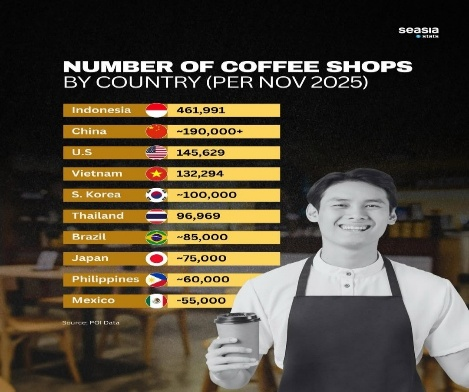 seasia
stats
NUMBER OF COFFEE SHOPS
BY COUNTRY (PER NOV 2025)
Indonesia 461,991
China ~190,000+
U.S 145,629
Vietnam 132,294
S. Korea ~100,000
Thailand 96,969
Brazil ~85,000
Japan ~75,000
Philippines ~60,000
Mexico ~55,000
Source: POI Data